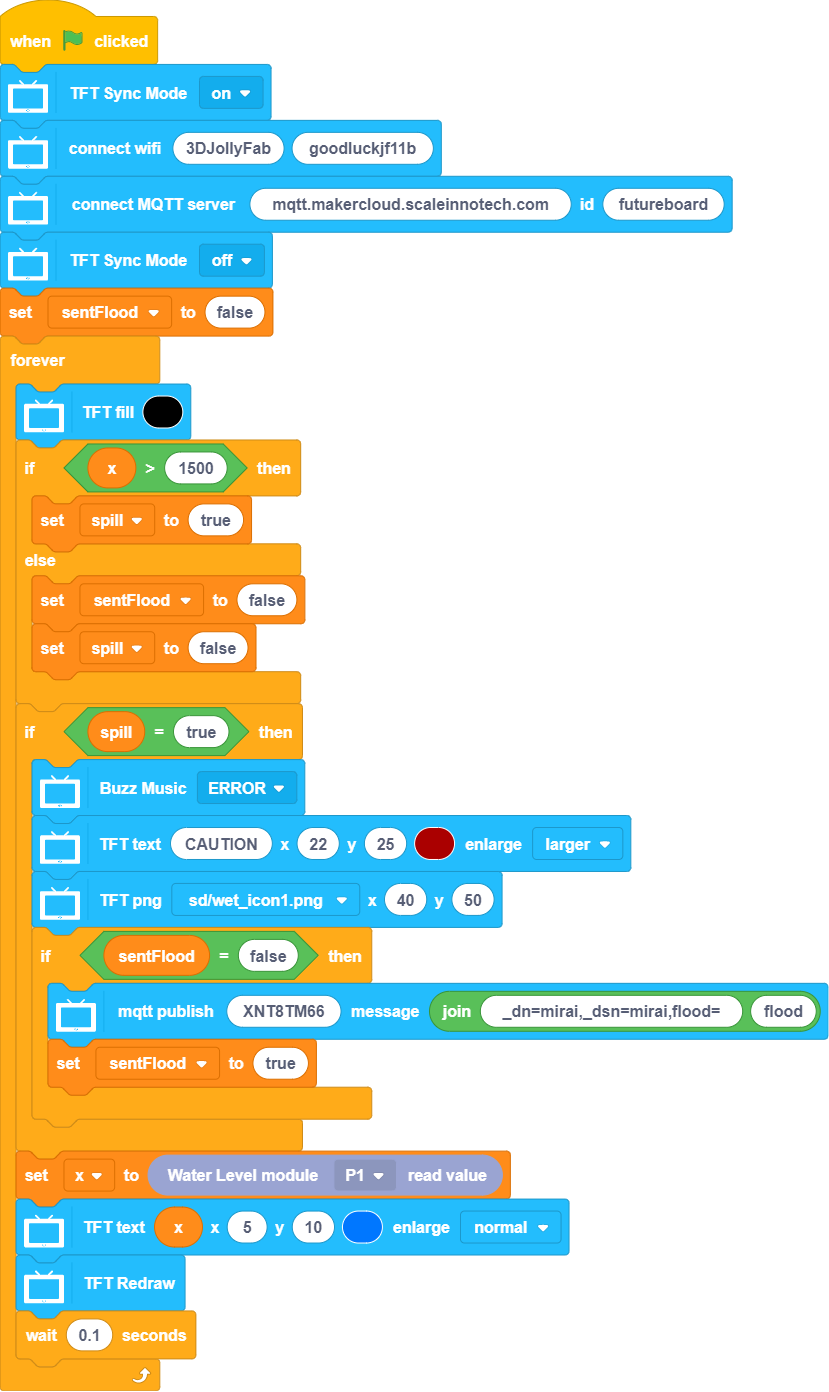 when clicked
TFT Sync Mode on
connect wifi 3DJollyFab goodluckjf11b
connect MQTT server mqtt.makercloud.scaleinnotech.com id futureboard
TFT Sync Mode off
set sentFlood to false
forever
TFT fill
if x > 1500 then
set spill to true
else
set sentFlood to false
set spill to false
if spill = true then
Buzz Music ERROR
TFT text CAUTION x 22 y 25 enlarge larger
TFT png sd/wet_icon1.png x 40 y 50
if sentFlood = false then
mqtt publish XNT8TM66 message join _dn=mirai,_dsn=mirai,flood= flood
set sentFlood to true
set x to Water Level module P1 read value
TFT text x x 5 y 10 enlarge normal
TFT Redraw
wait 0.1 seconds